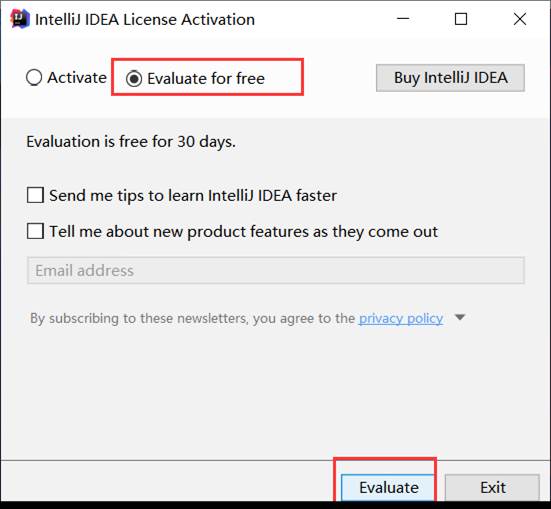 IntelliJ IDEA License Activation
Activate Evaluate for free Buy IntelliJ IDEA
Evaluation is free for 30 days.
Send me tips to learn IntelliJ IDEA faster
Tell me about new product features as they come out
Email address
By subscribing to these newsletters, you agree to the privacy policy
Evaluate Exit